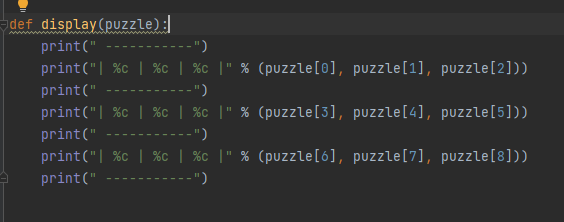 def display(puzzle):
    print(" -----------")
    print("| %c | %c | %c |" % (puzzle[0], puzzle[1], puzzle[2]))
    print(" -----------")
    print("| %c | %c | %c |" % (puzzle[3], puzzle[4], puzzle[5]))
    print(" -----------")
    print("| %c | %c | %c |" % (puzzle[6], puzzle[7], puzzle[8]))
    print(" -----------")